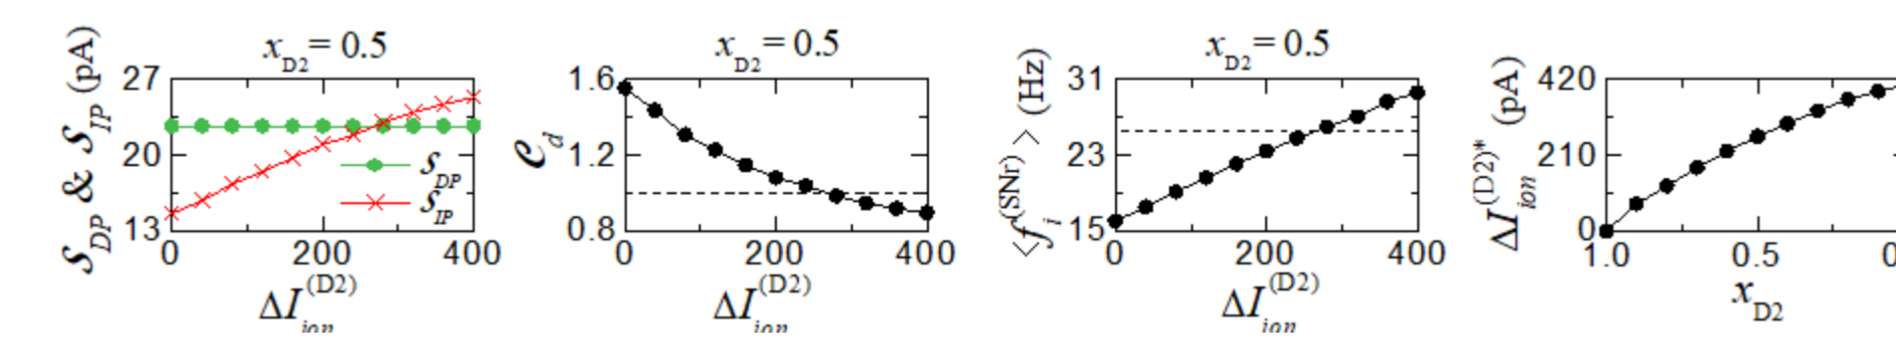 x_D2 = 0.5
S_DP & S_IP (pA)
27
20
13
S_DP
S_IP
0 200 400
ΔI_ion^(D2)
x_D2 = 0.5
C_d
1.6
1.2
0.8
0 200 400
ΔI_ion^(D2)
x_D2 = 0.5
<f_i^(SNr)> (Hz)
31
23
15
0 200 400
ΔI_ion^(D2)
ΔI_ion^(D2)* (pA)
420
210
0
1.0 0.5 0
x_D2